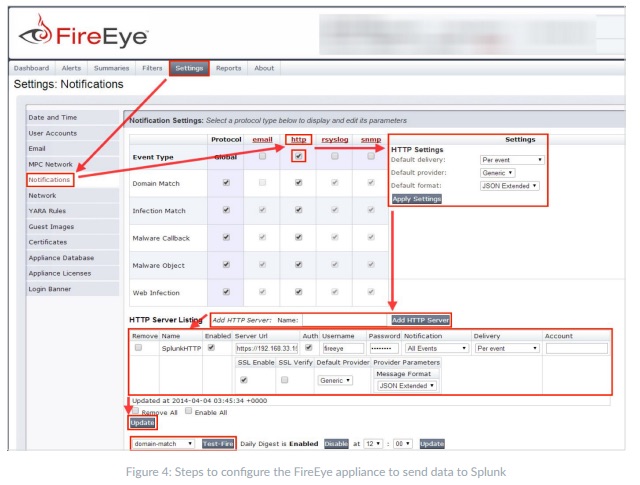 FireEye
Dashboard Alerts Summaries Filters Settings Reports About
Settings: Notifications
Date and Time
User Accounts
Email
MPC Network
Notifications
Network
YARA Rules
Guest Images
Certificates
Appliance Database
Appliance Licenses
Login Banner
Notification Settings: Select a protocol type below to display and edit its parameters
Protocol email http rsyslog snmp
Event Type Global
Domain Match
Infection Match
Malware Callback
Malware Object
Web Infection
Settings
HTTP Settings
Default delivery: Per event
Default provider: Generic
Default format: JSON Extended
Apply Settings
HTTP Server Listing Add HTTP Server: Name: Add HTTP Server
Remove Name Enabled Server Url Auth Username Password Notification Delivery Account
SplunkHTTP https://192.168.33.1 fireeye ******** All Events Per event
SSL Enable SSL Verify Default Provider Provider Parameters
Message Format
Generic JSON Extended
Updated at 2014-04-04 03:45:34 +0000
Remove All Enable All
Update
domain-match Test-Fire Daily Digest is Enabled Disable at 12 : 00 Update
Figure 4: Steps to configure the FireEye appliance to send data to Splunk